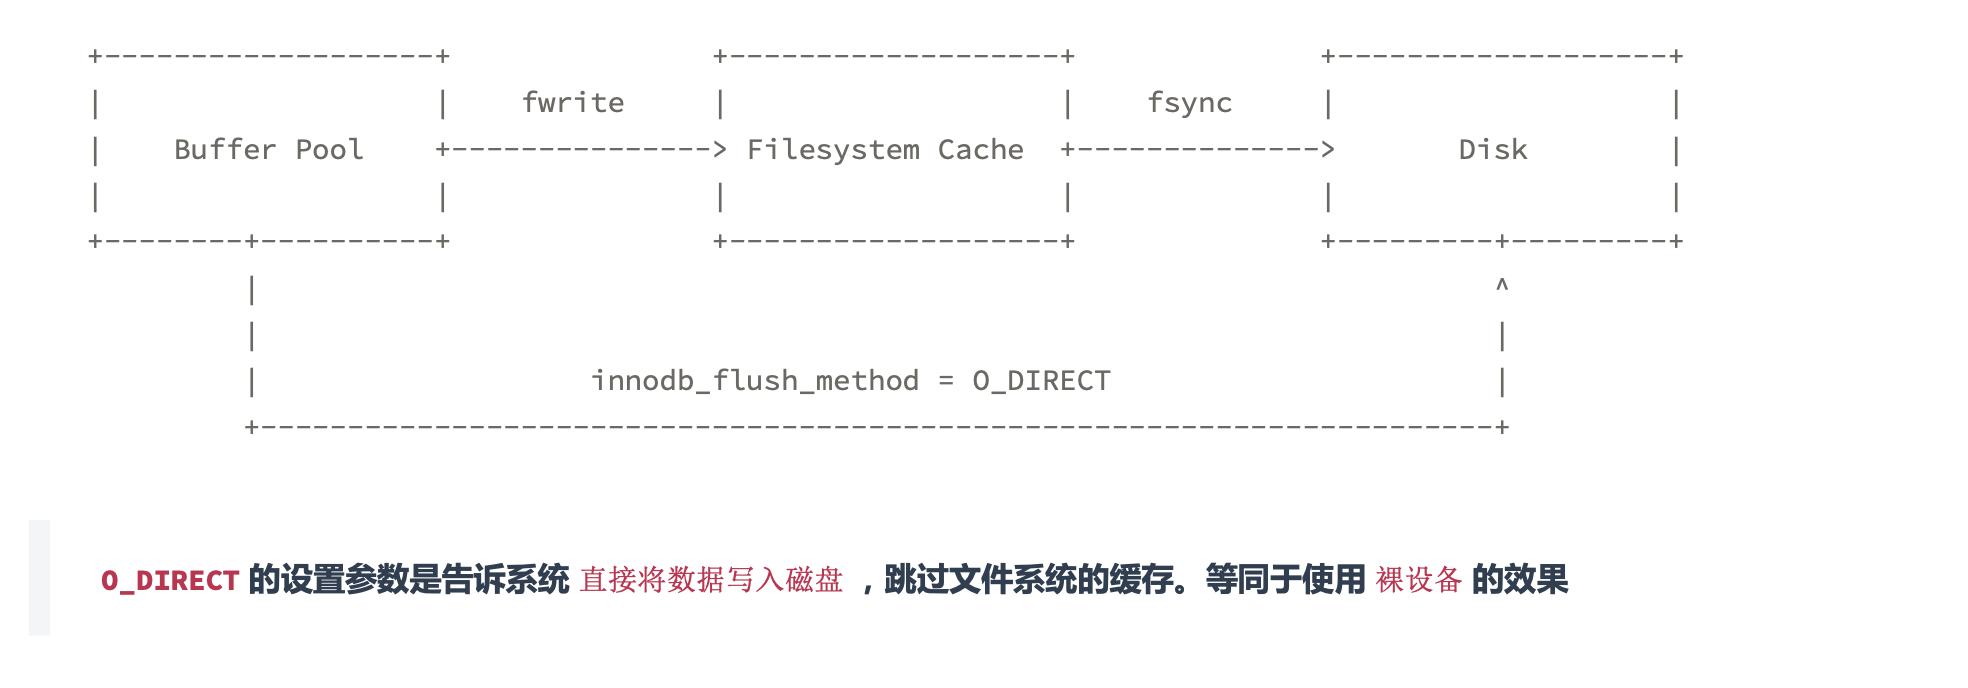 +-------------------+               +-------------------+              +-------------------+
|                   |    fwrite     |                   |    fsync     |                   |
|    Buffer Pool    +---------------> Filesystem Cache  +-------------->       Disk        |
|                   |               |                   |              |                   |
+--------+----------+               +-------------------+              +---------+---------+
|                                                                      ^
|                                                                      |
|                   innodb_flush_method = O_DIRECT                     |
+----------------------------------------------------------------------+
O_DIRECT 的设置参数是告诉系统 直接将数据写入磁盘 ，跳过文件系统的缓存。等同于使用 裸设备 的效果